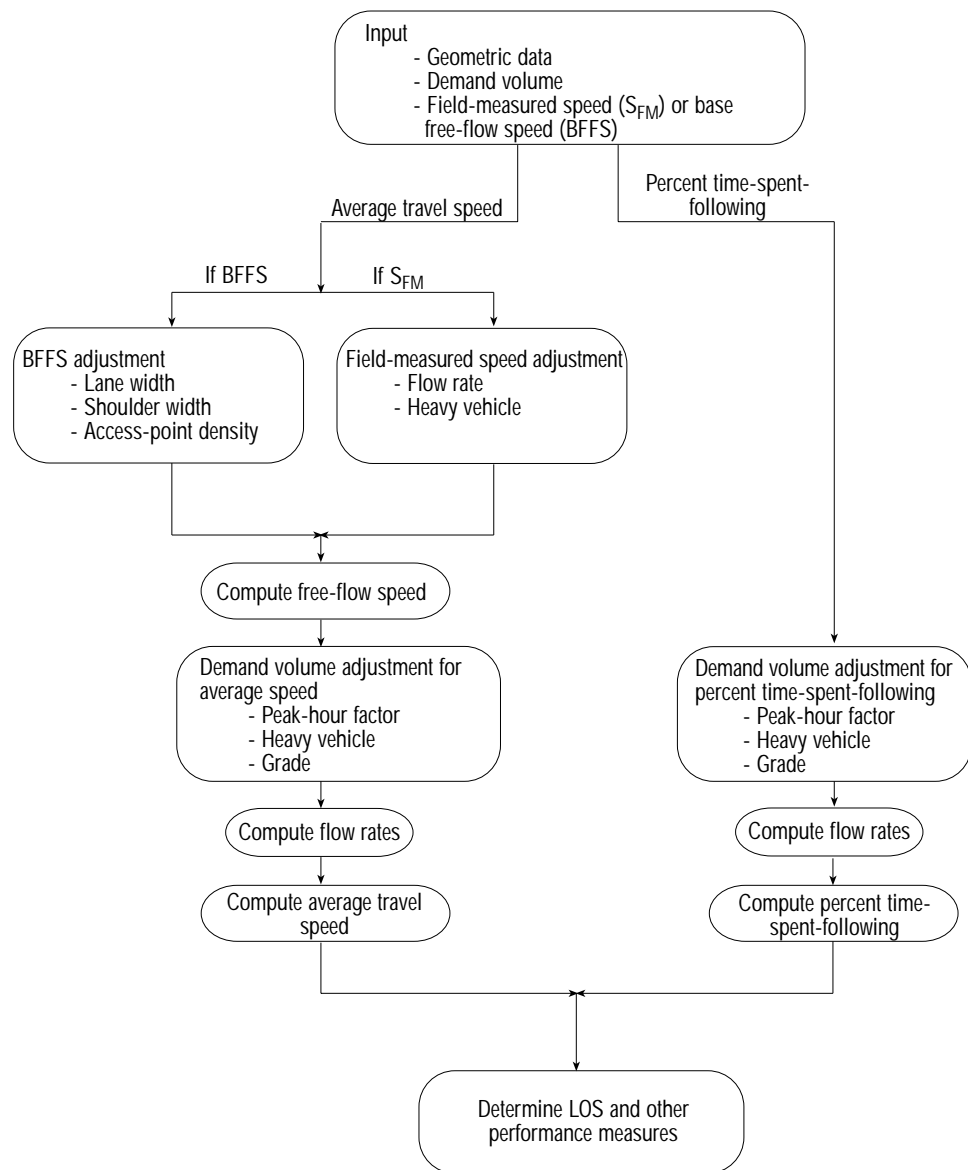 Input
- Geometric data
- Demand volume
- Field-measured speed (SFM) or base
free-flow speed (BFFS)
Average travel speed
Percent time-spent-
following
If BFFS
If SFM
BFFS adjustment
- Lane width
- Shoulder width
- Access-point density
Field-measured speed adjustment
- Flow rate
- Heavy vehicle
Compute free-flow speed
Demand volume adjustment for
average speed
- Peak-hour factor
- Heavy vehicle
- Grade
Demand volume adjustment for
percent time-spent-following
- Peak-hour factor
- Heavy vehicle
- Grade
Compute flow rates
Compute flow rates
Compute average travel
speed
Compute percent time-
spent-following
Determine LOS and other
performance measures